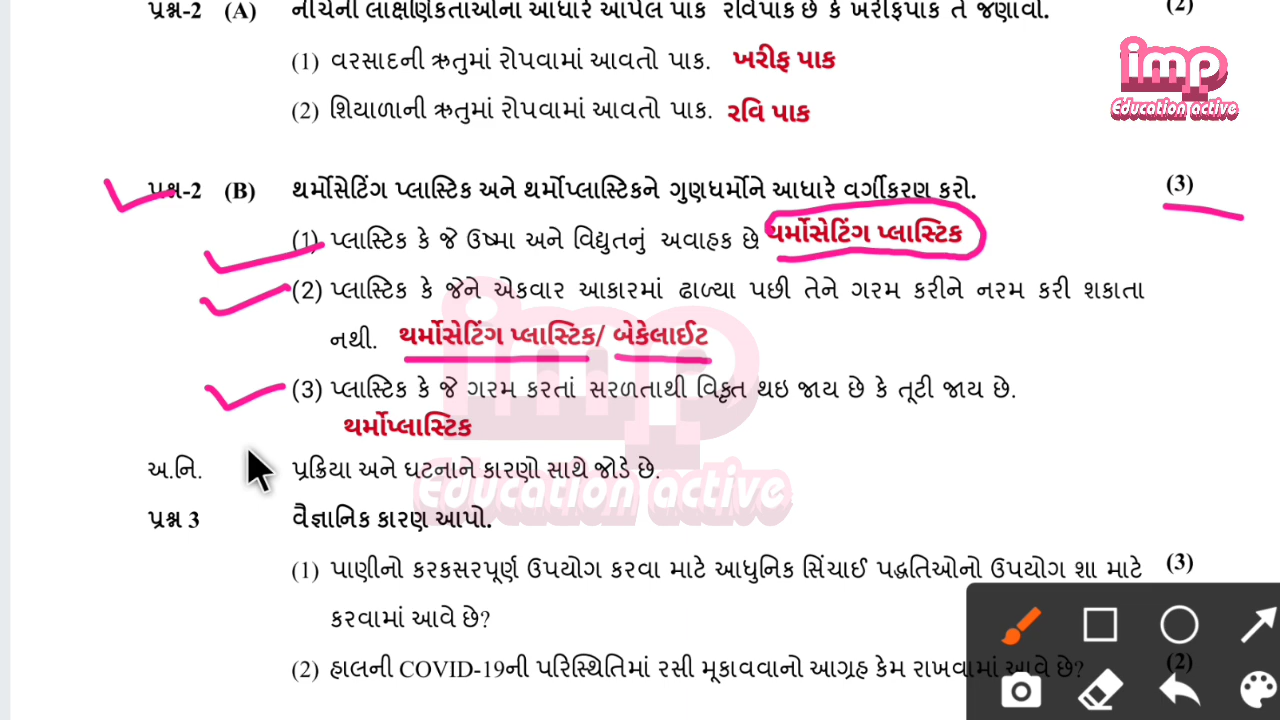 પ્રશ્ન-2 (A) નીચેની લાક્ષણિકતાઓના આધારે આપેલ પાક રવિપાક છે કે ખરીફપાક તે જણાવો. (2)
(1) વરસાદની ઋતુમાં રોપવામાં આવતો પાક. ખરીફ પાક
(2) શિયાળાની ઋતુમાં રોપવામાં આવતો પાક. રવિ પાક
imp
Education active
પ્રશ્ન-2 (B) થર્મોસેટિંગ પ્લાસ્ટિક અને થર્મોપ્લાસ્ટિકને ગુણધર્મોને આધારે વર્ગીકરણ કરો. (3)
(1) પ્લાસ્ટિક કે જે ઉષ્મા અને વિદ્યુતનું અવાહક છે થર્મોસેટિંગ પ્લાસ્ટિક
(2) પ્લાસ્ટિક કે જેને એકવાર આકારમાં ઢાળ્યા પછી તેને ગરમ કરીને નરમ કરી શકાતા
નથી. થર્મોસેટિંગ પ્લાસ્ટિક/ બેકેલાઈટ
(3) પ્લાસ્ટિક કે જે ગરમ કરતાં સરળતાથી વિકૃત થઇ જાય છે કે તૂટી જાય છે.
થર્મોપ્લાસ્ટિક
અ.નિ. પ્રક્રિયા અને ઘટનાને કારણો સાથે જોડે છે.
imp
Education active
પ્રશ્ન 3 વૈજ્ઞાનિક કારણ આપો.
(1) પાણીનો કરકસરપૂર્ણ ઉપયોગ કરવા માટે આધુનિક સિંચાઈ પદ્ધતિઓનો ઉપયોગ શા માટે (3)
કરવામાં આવે છે?
(2) હાલની COVID-19ની પરિસ્થિતિમાં રસી મૂકાવવાનો આગ્રહ કેમ રાખવામાં આવે છે? (2)